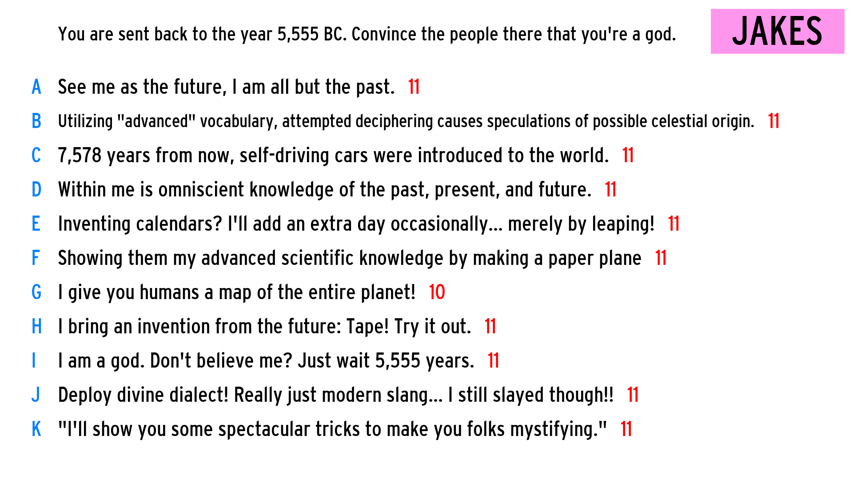 You are sent back to the year 5,555 BC. Convince the people there that you're a god.
JAKES
A See me as the future, I am all but the past. 11
B Utilizing "advanced" vocabulary, attempted deciphering causes speculations of possible celestial origin. 11
C 7,578 years from now, self-driving cars were introduced to the world. 11
D Within me is omniscient knowledge of the past, present, and future. 11
E Inventing calendars? I'll add an extra day occasionally... merely by leaping! 11
F Showing them my advanced scientific knowledge by making a paper plane 11
G I give you humans a map of the entire planet! 10
H I bring an invention from the future: Tape! Try it out. 11
I I am a god. Don't believe me? Just wait 5,555 years. 11
J Deploy divine dialect! Really just modern slang... I still slayed though!! 11
K "I'll show you some spectacular tricks to make you folks mystifying." 11